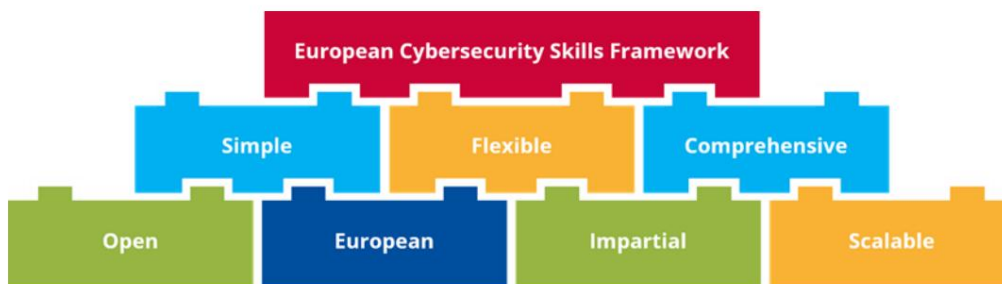 European Cybersecurity Skills Framework
Simple
Flexible
Comprehensive
Open
European
Impartial
Scalable